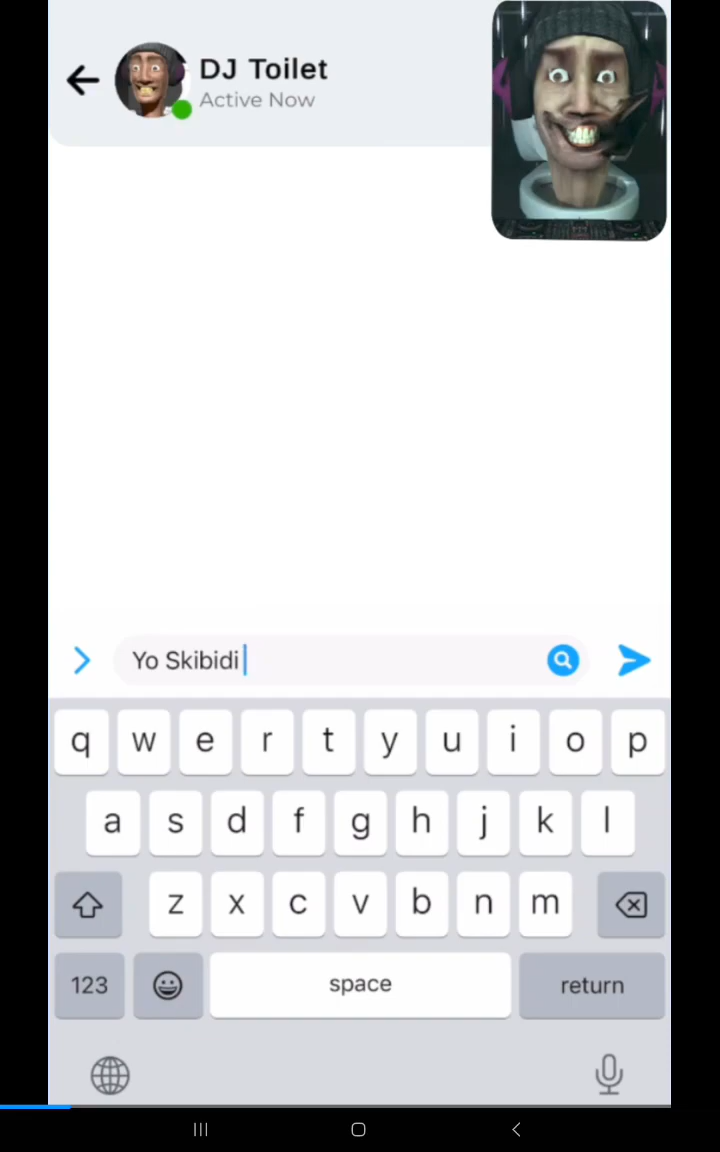 DJ Toilet
Active Now
Yo Skibidi
q w e r t y u i o p
a s d f g h j k l
z x c v b n m
123 space return